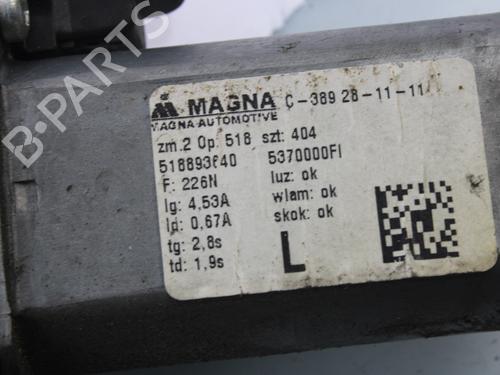 MAGNA C-389 28-11-11
MAGNA AUTOMOTIVE
zm.2 Op: 518 szt: 404
518893640 5370000FI
F: 226N luz: ok
Ig: 4,53A wlam: ok
Id: 0,67A skok: ok
tg: 2,8s
td: 1,9s
L
B-PARTS